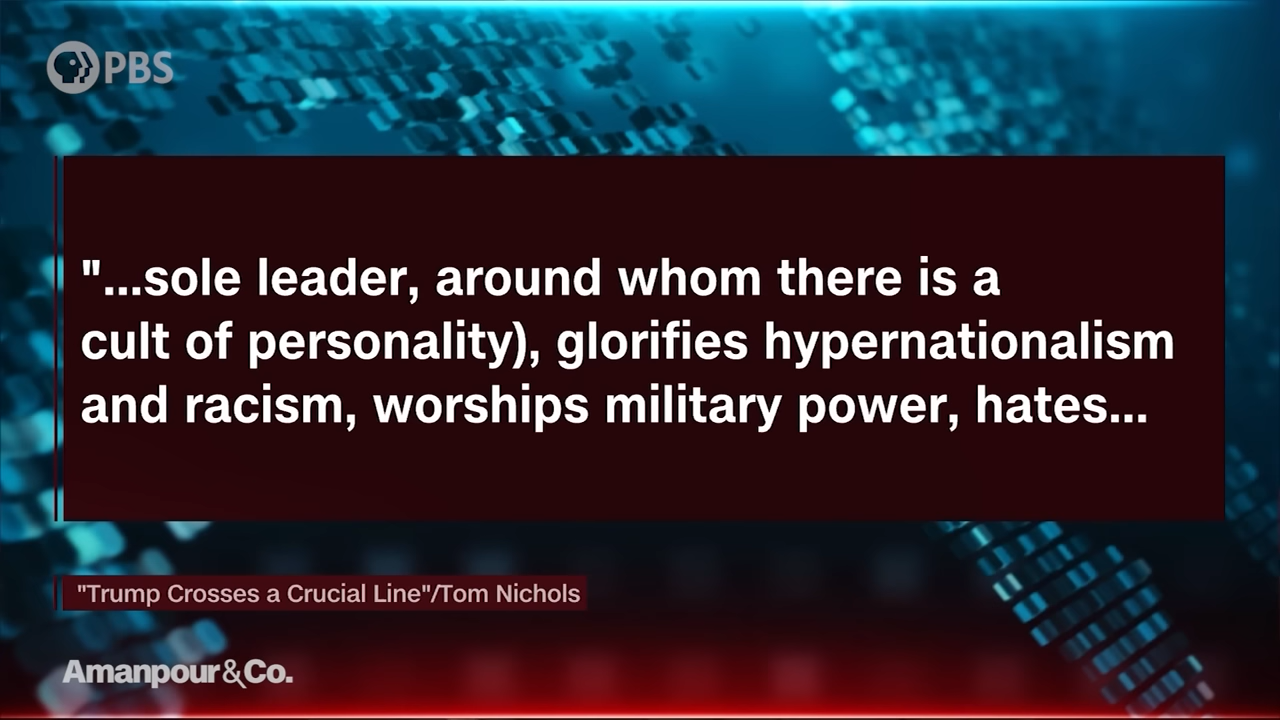 PBS
"...sole leader, around whom there is a
cult of personality), glorifies hypernationalism
and racism, worships military power, hates...
"Trump Crosses a Crucial Line"/Tom Nichols
Amanpour&Co.